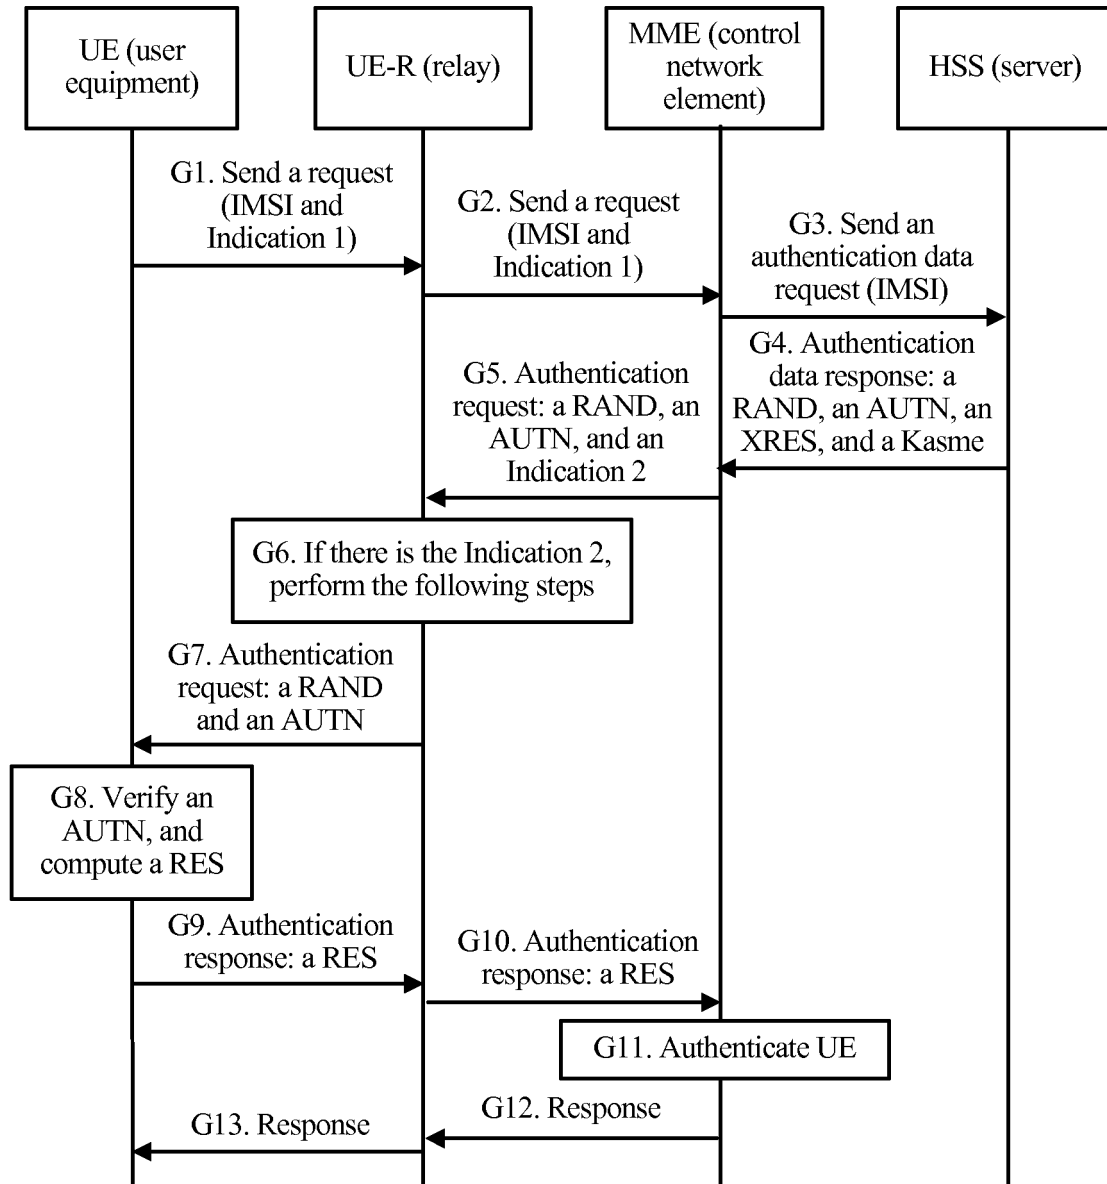 UE (user
equipment)
UE-R (relay)
MME (control
network
element)
HSS (server)
G1. Send a request
(IMSI and
Indication 1)
G2. Send a request
(IMSI and
Indication 1)
G3. Send an
authentication data
request (IMSI)
G4. Authentication
data response: a
RAND, an AUTN, an
XRES, and a Kasme
G5. Authentication
request: a RAND, an
AUTN, and an
Indication 2
G6. If there is the Indication 2,
perform the following steps
G7. Authentication
request: a RAND
and an AUTN
G8. Verify an
AUTN, and
compute a RES
G9. Authentication
response: a RES
G10. Authentication
response: a RES
G11. Authenticate UE
G12. Response
G13. Response